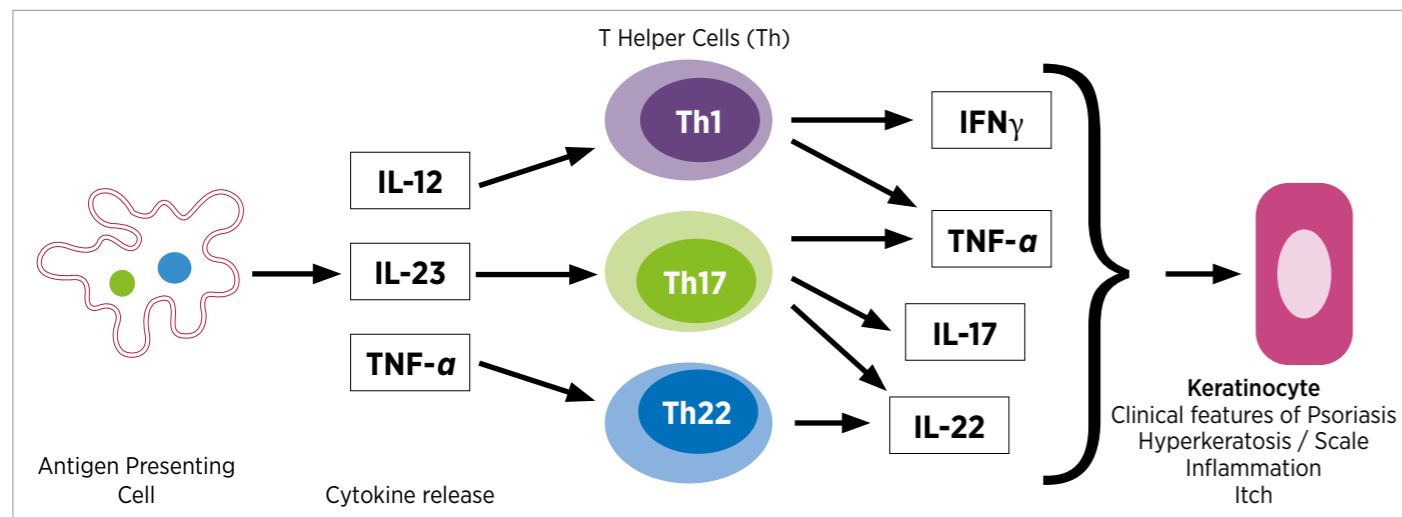 T Helper Cells (Th)
Th1
IFNγ
IL-12
TNF-α
IL-23
Th17
IL-17
TNF-α
Th22
IL-22
Keratinocyte
Clinical features of Psoriasis
Hyperkeratosis / Scale
Inflammation
Itch
Antigen Presenting
Cell
Cytokine release